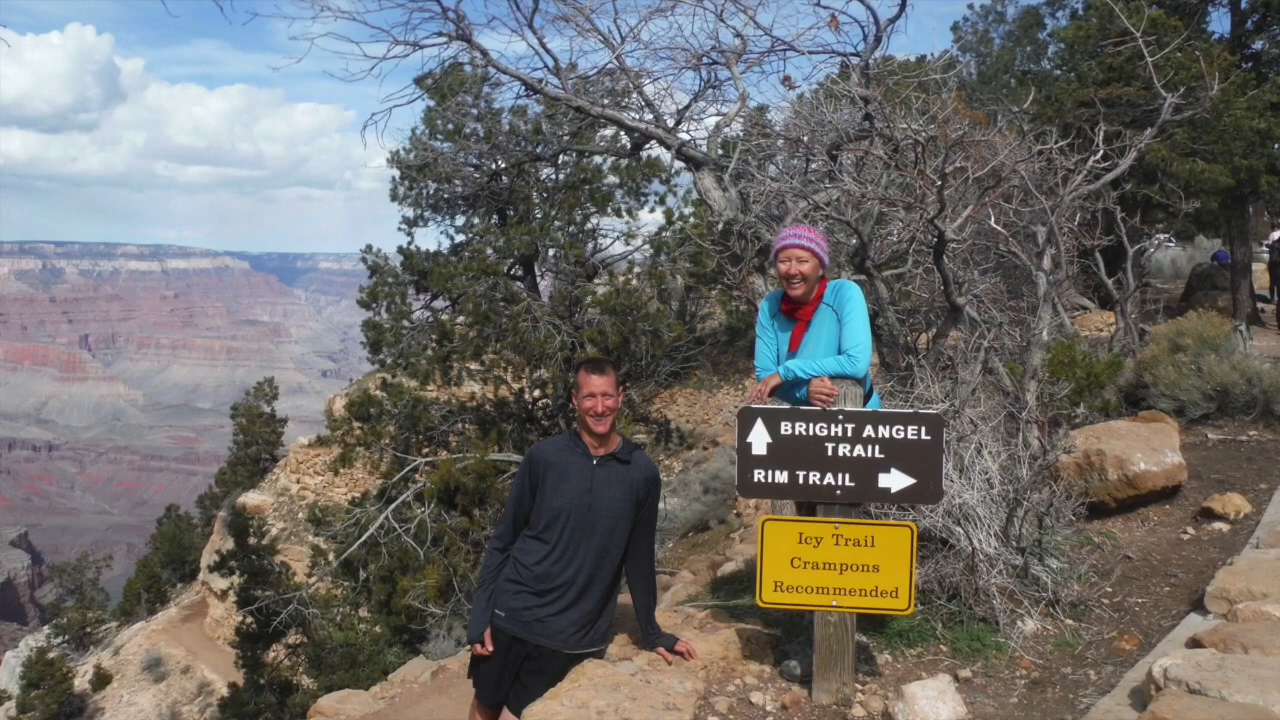 BRIGHT ANGEL
TRAIL
RIM TRAIL
Icy Trail
Crampons
Recommended